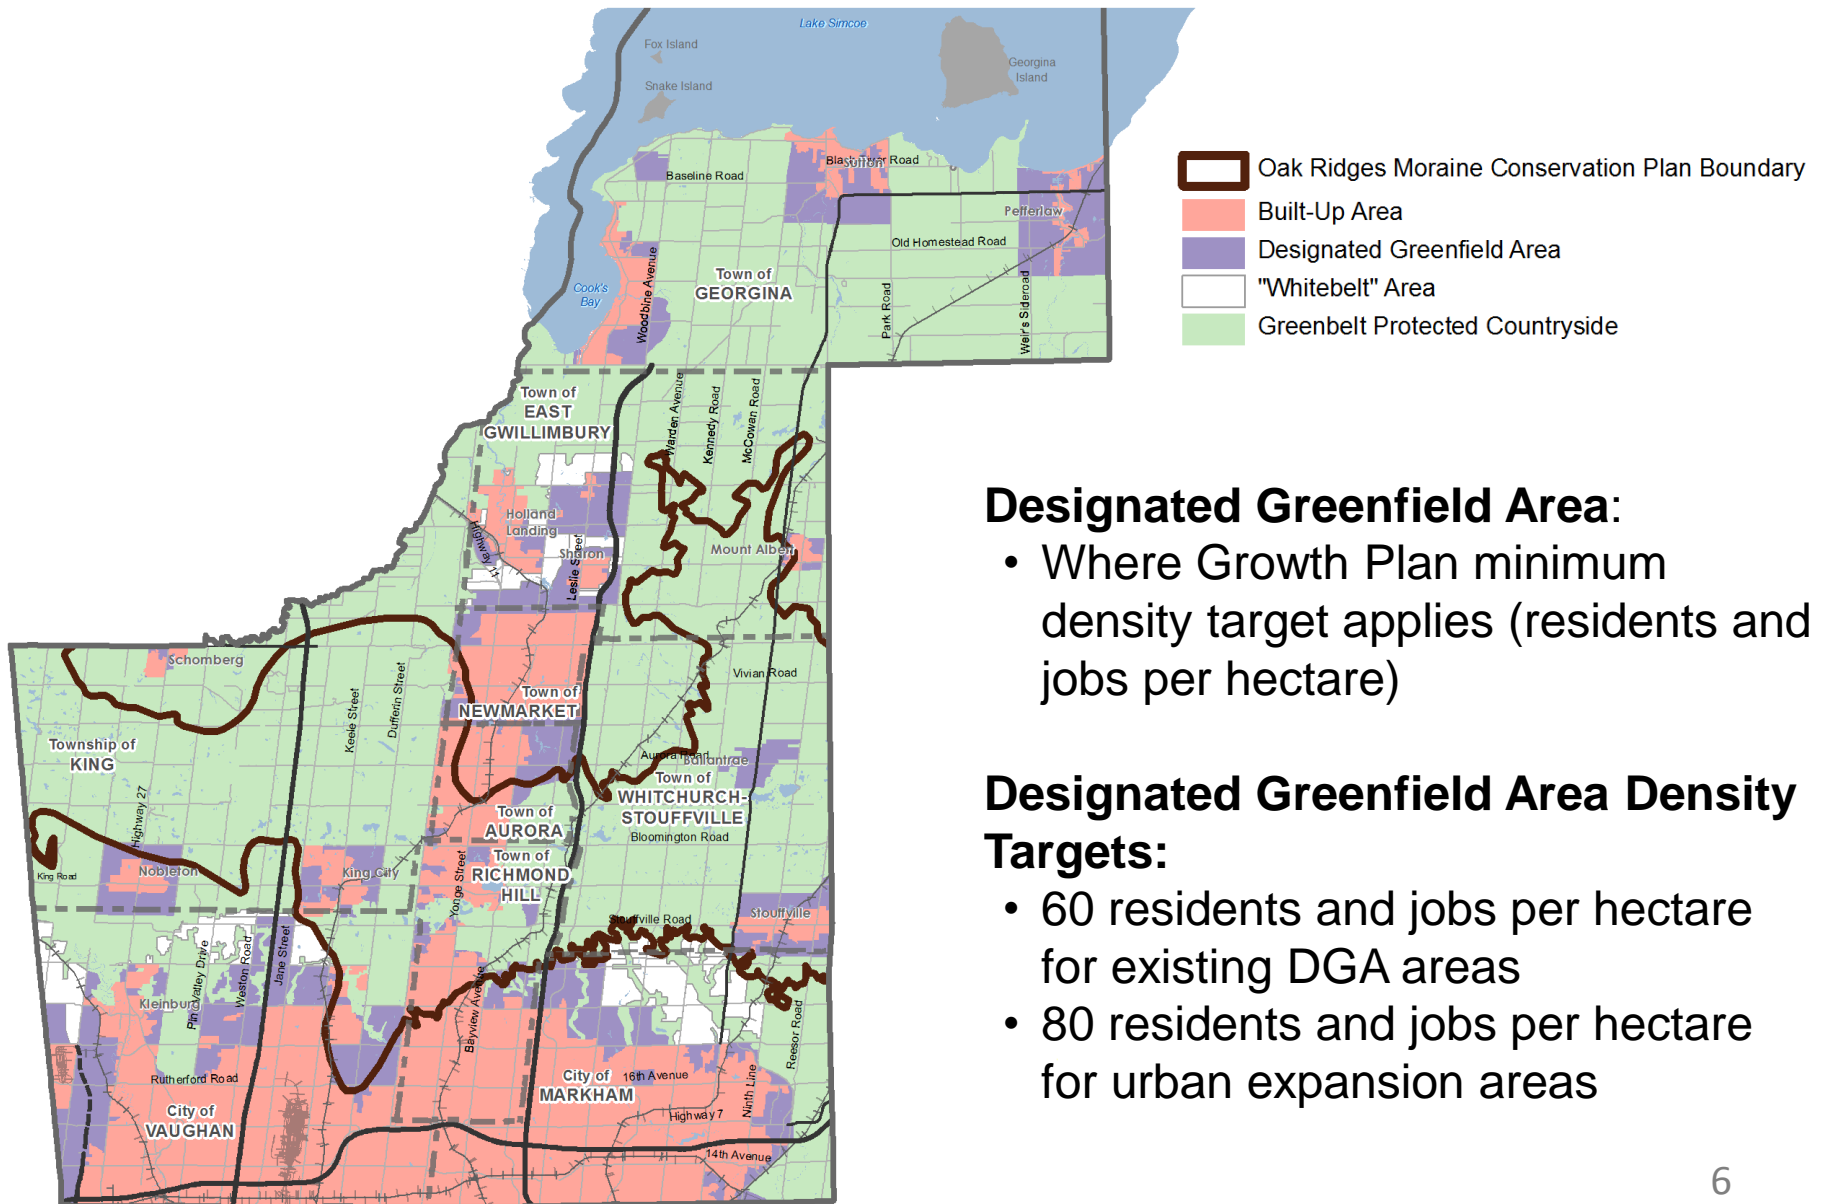 Lake Simcoe
Fox Island
Georgina
Island
Snake Island
Black River Road
Sutton
Baseline Road
Pefferlaw
Old Homestead Road
Town of
GEORGINA
Cook's
Bay
Woodbine Avenue
Park Road
Weir's Sideroad
Oak Ridges Moraine Conservation Plan Boundary
Built-Up Area
Designated Greenfield Area
"Whitebelt" Area
Greenbelt Protected Countryside
Town of
EAST
GWILLIMBURY
Warden Avenue
Kennedy Road
McCowan Road
Holland
Landing
Highway 11
Sharon
Leslie Street
Mount Albert
Schomberg
Keele Street
Dufferin Street
Vivian Road
Town of
NEWMARKET
Township of
KING
Aurora Road
Ballantrae
Town of
WHITCHURCH-
STOUFFVILLE
Bloomington Road
Highway 27
Town of
AURORA
Town of
RICHMOND
HILL
King Road
Nobleton
King City
Yonge Street
Stouffville Road
Stouffville
Pine Valley Drive
Weston Road
Jane Street
Kleinburg
Bayview Avenue
Reesor Road
Rutherford Road
City of
VAUGHAN
City of
MARKHAM
16th Avenue
Ninth Line
Highway 7
14th Avenue
Designated Greenfield Area:
• Where Growth Plan minimum
density target applies (residents and
jobs per hectare)
Designated Greenfield Area Density
Targets:
• 60 residents and jobs per hectare
for existing DGA areas
• 80 residents and jobs per hectare
for urban expansion areas
6